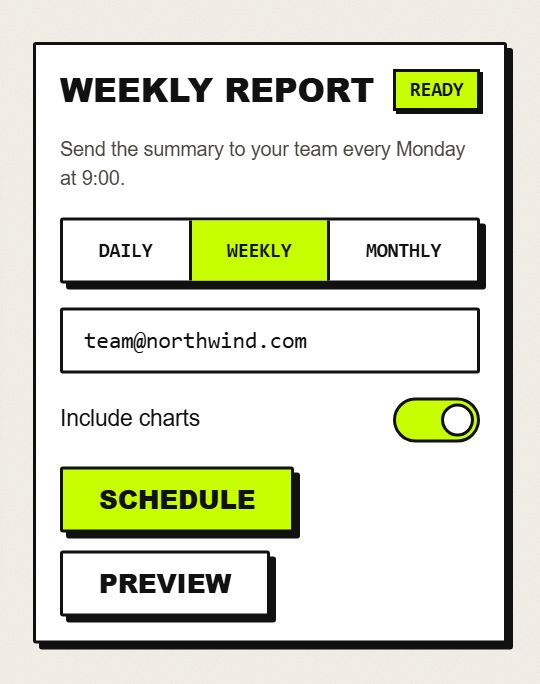 WEEKLY REPORT
READY
Send the summary to your team every Monday
at 9:00.
DAILY WEEKLY MONTHLY
team@northwind.com
Include charts
SCHEDULE
PREVIEW